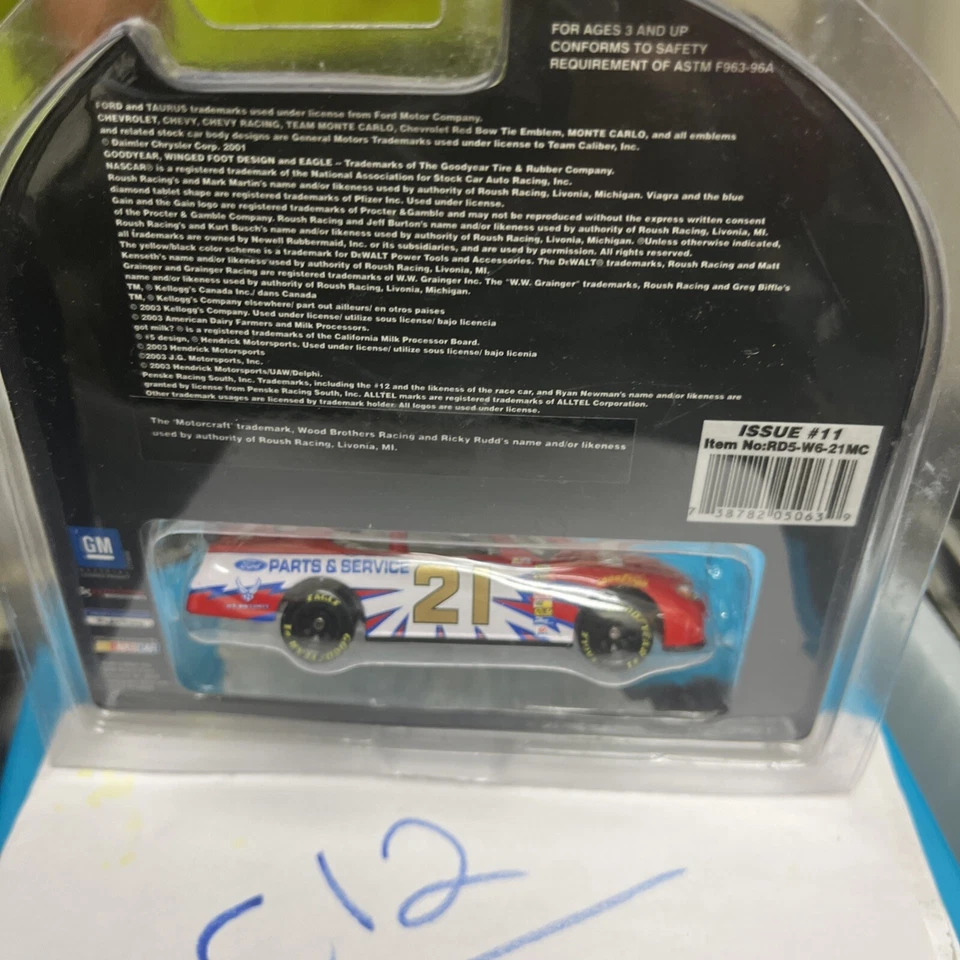 FOR AGES 3 AND UP
CONFORMS TO SAFETY
REQUIREMENT OF ASTM F963-96A
FORD and TAURUS trademarks used under license from Ford Motor Company.
CHEVROLET, CHEVY, CHEVY RACING, TEAM MONTE CARLO, Chevrolet Red Bow Tie Emblem, MONTE CARLO, and all emblems
and related stock car body designs are General Motors Trademarks used under license to Team Caliber, Inc.
© Daimler Chrysler Corp. 2001
GOODYEAR, WINGED FOOT DESIGN and EAGLE – Trademarks of The Goodyear Tire & Rubber Company.
NASCAR® is a registered trademark of the National Association for Stock Car Auto Racing, Inc.
Roush Racing's and Mark Martin's name and/or likeness used by authority of Roush Racing, Livonia, Michigan. Viagra and the blue
diamond tablet shape are registered trademarks of Pfizer Inc. Used under license.
Gain and the Gain logo are registered trademarks of Procter &Gamble and may not be reproduced without the express written consent
of the Procter & Gamble Company. Roush Racing and Jeff Burton's name and/or likeness used by authority of Roush Racing, Livonia, MI.
Roush Racing's and Kurt Busch's name and/or likeness used by authority of Roush Racing, Livonia, Michigan. ®Unless otherwise indicated,
all trademarks are owned by Newell Rubbermaid, Inc. or its subsidiaries, and are used by permission. All rights reserved.
The yellow/black color scheme is a trademark for DeWALT Power Tools and Accessories. The DeWALT® trademarks, Roush Racing and Matt
Kenseth's name and/or likeness used by authority of Roush Racing, Livonia, MI.
Grainger and Grainger Racing are registered trademarks of W.W. Grainger Inc. The "W.W. Grainger" trademarks, Roush Racing and Greg Biffle's
name and/or likeness used by authority of Roush Racing, Livonia, Michigan.
TM, ® Kellogg's Canada Inc./ dans Canada
TM, ® Kellogg's Company elsewhere/ part out ailleurs/ en otros paises
© 2003 Kellogg's Company. Used under license/ utilize sous license/ bajo licencia
© 2003 American Dairy Farmers and Milk Processors.
got milk? ® is a registered trademark of the California Milk Processor Board.
© #5 design, ® Hendrick Motorsports. Used under license/ utilize sous license/ bajo licenia
© 2003 Hendrick Motorsports
©2003 J.G. Motorsports, Inc.
© 2003 Hendrick Motorsports/UAW/Delphi.
Penske Racing South, Inc. Trademarks, including the #12 and the likeness of the race car, and Ryan Newman's name and/or likeness are
granted by license from Penske Racing South, Inc. ALLTEL marks are registered trademarks of ALLTEL Corporation.
Other trademark usages are licensed by trademark holder. All logos are used under license.
The 'Motorcraft' trademark, Wood Brothers Racing and Ricky Rudd's name and/or likeness
used by authority of Roush Racing, Livonia, MI.
ISSUE #11
Item No:RD5-W6-21MC
7 38782 05063 9
GM
NASCAR
Ford PARTS & SERVICE
21
EAGLE
GOODYEAR
12